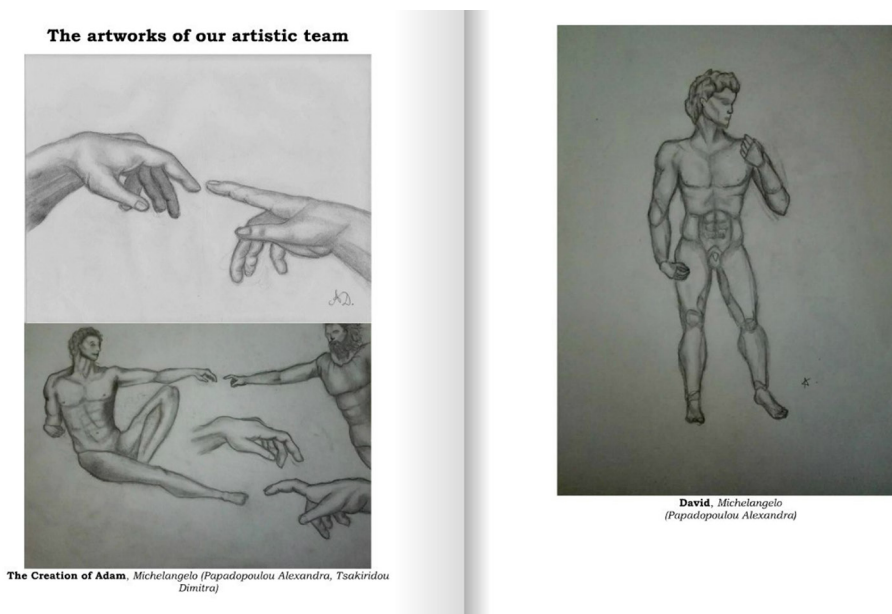 The artworks of our artistic team
AD.
The Creation of Adam, Michelangelo (Papadopoulou Alexandra, Tsakiridou
Dimitra)
David, Michelangelo
(Papadopoulou Alexandra)